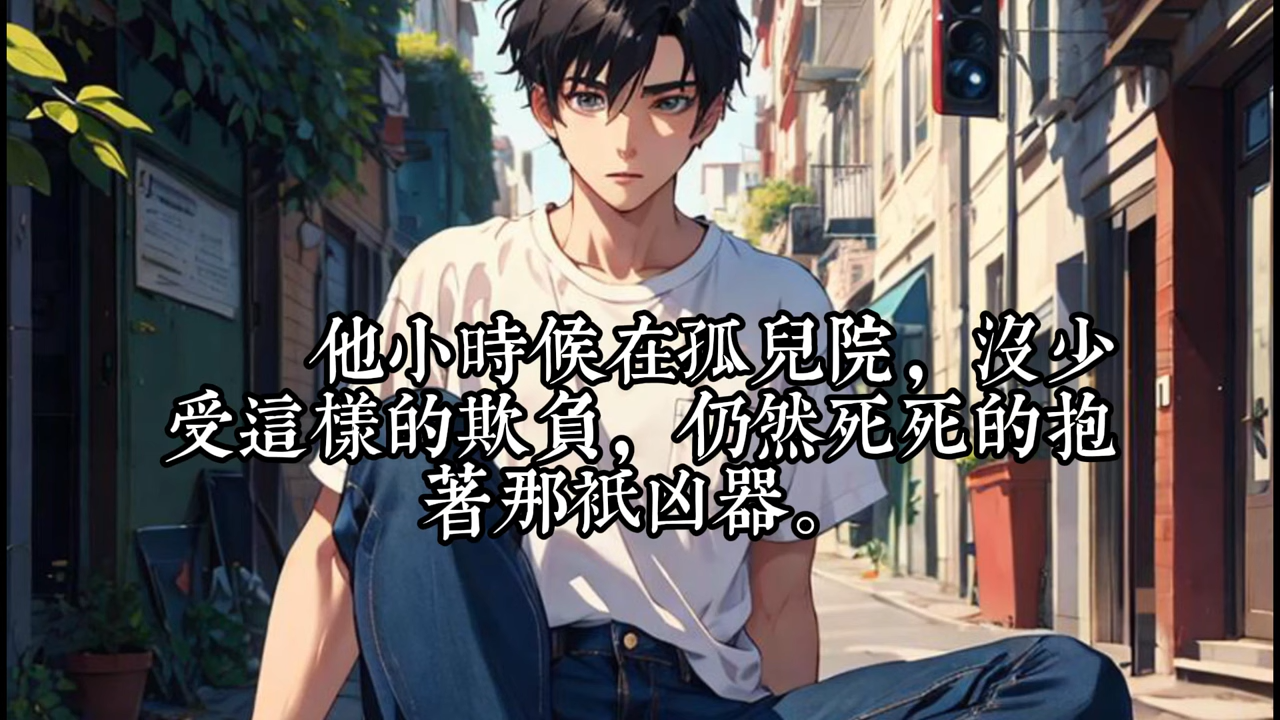 他小時候在孤兒院，沒少
受這樣的欺負，仍然死死的抱
著那祇凶器。